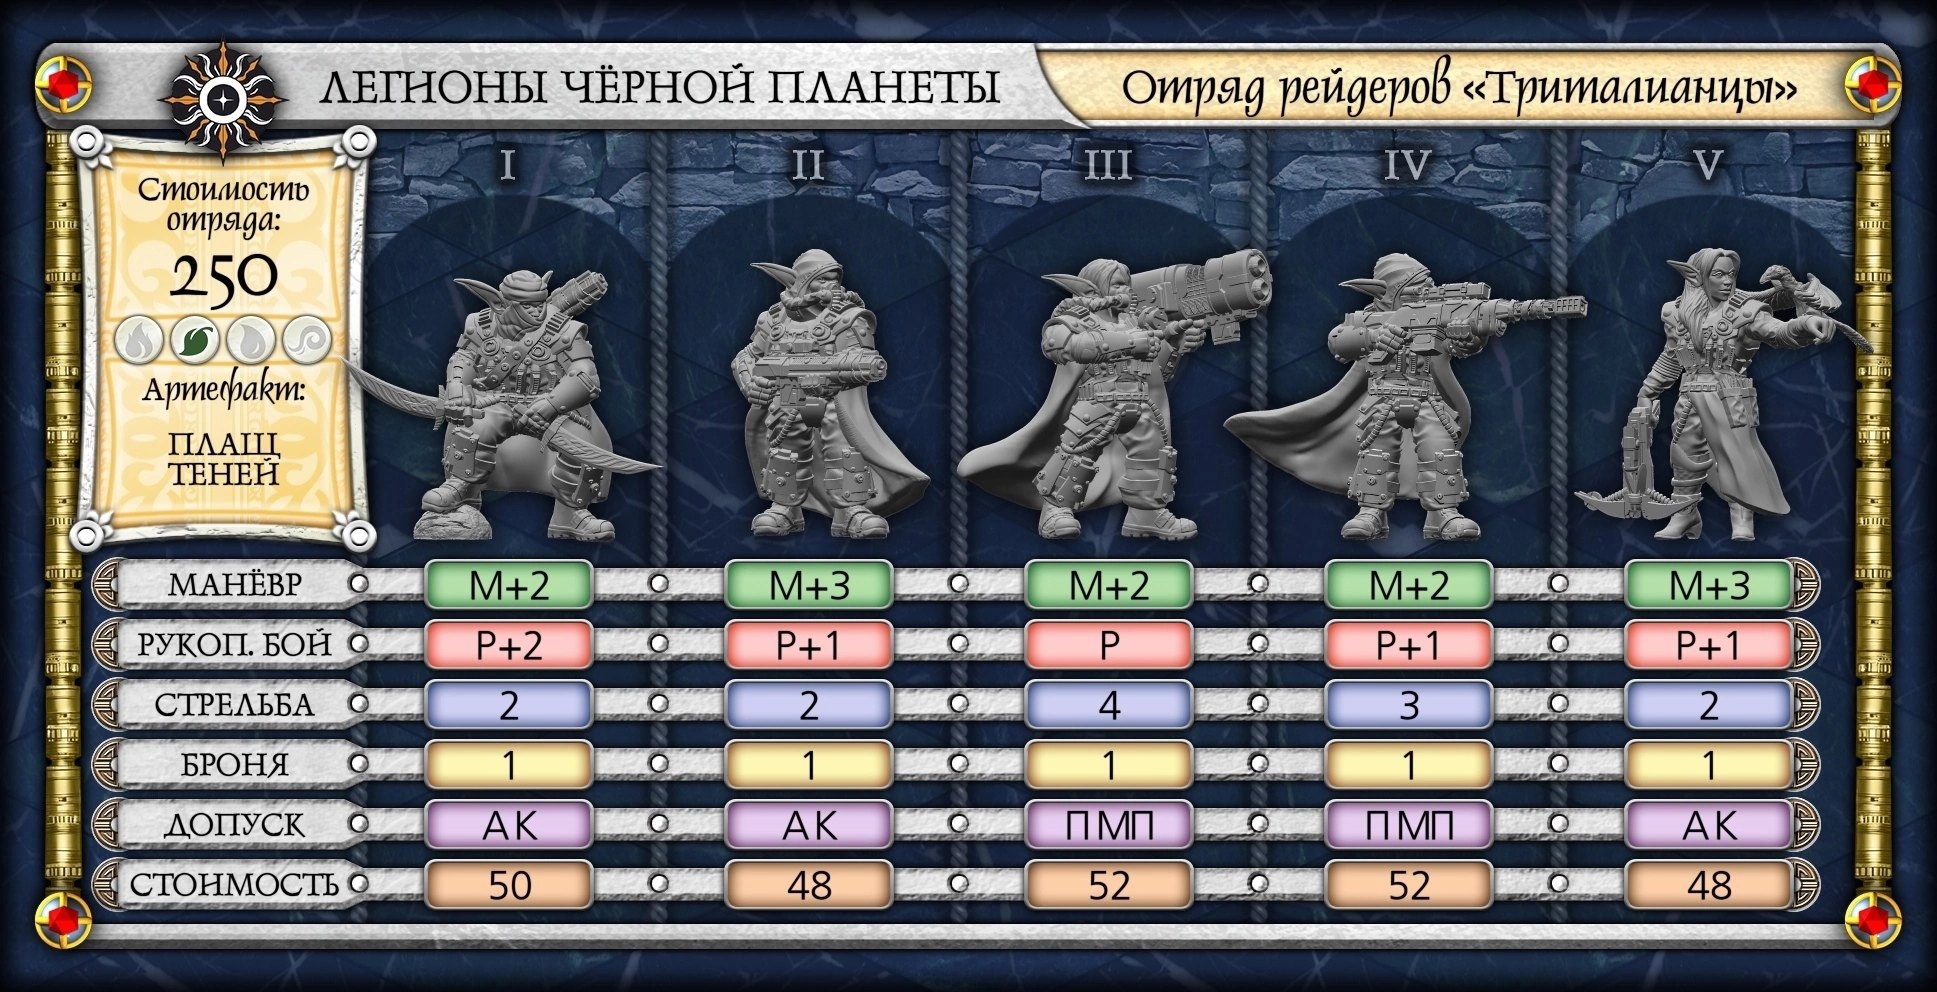 ЛЕГИОНЫ ЧЁРНОЙ ПЛАНЕТЫ
Отряд рейдеров «Триталианцы»
Стоимость
отряда:
250
Артефакт:
ПЛАЩ
ТЕНЕЙ
I II III IV V
МАНЁВР М+2 М+3 М+2 М+2 М+3
РУКОП. БОЙ Р+2 Р+1 Р Р+1 Р+1
СТРЕЛЬБА 2 2 4 3 2
БРОНЯ 1 1 1 1 1
ДОПУСК АК АК ПМП ПМП АК
СТОИМОСТЬ 50 48 52 52 48